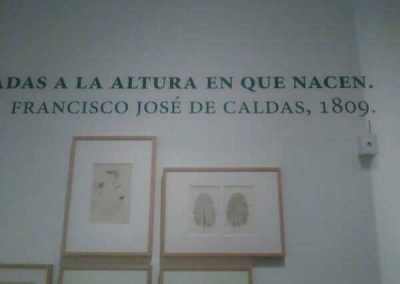 ADAS A LA ALTURA EN QUE NACEN.
FRANCISCO JOSÉ DE CALDAS, 1809.